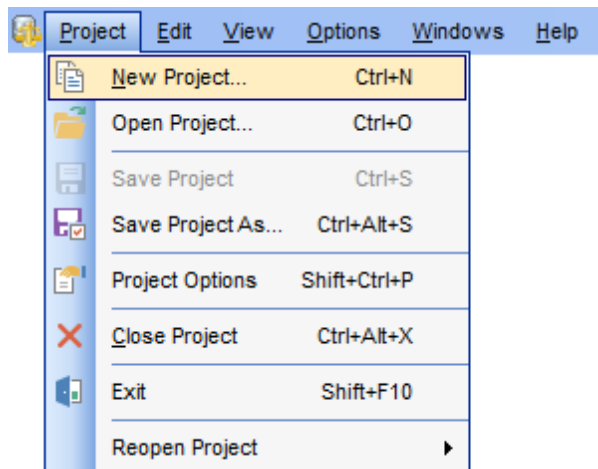 Project Edit View Options Windows Help
New Project... Ctrl+N
Open Project... Ctrl+O
Save Project Ctrl+S
Save Project As... Ctrl+Alt+S
Project Options Shift+Ctrl+P
Close Project Ctrl+Alt+X
Exit Shift+F10
Reopen Project